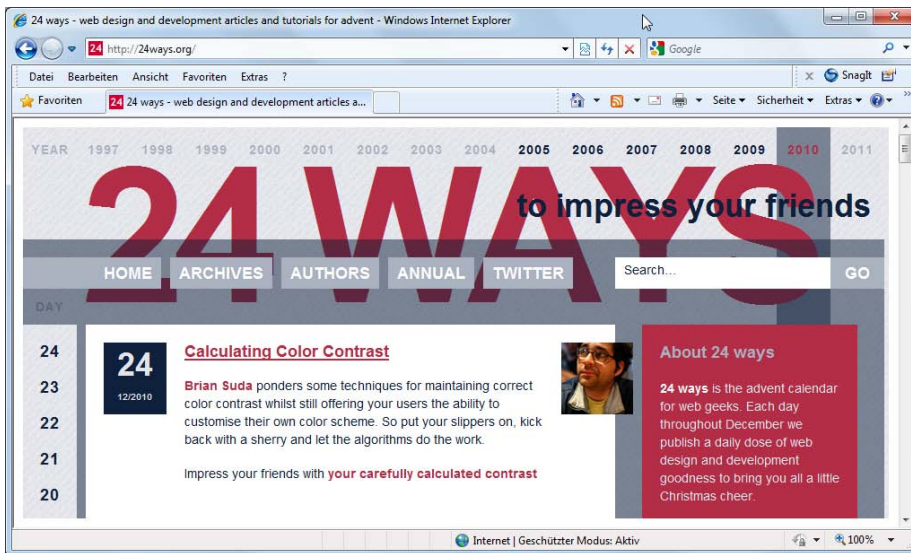 24 ways - web design and development articles and tutorials for advent - Windows Internet Explorer
24 http://24ways.org/
Google
Datei Bearbeiten Ansicht Favoriten Extras ?
x SnagIt
Favoriten
24 24 ways - web design and development articles a...
Seite Sicherheit Extras
YEAR 1997 1998 1999 2000 2001 2002 2003 2004 2005 2006 2007 2008 2009 2010 2011
24 WAYS
to impress your friends
HOME ARCHIVES AUTHORS ANNUAL TWITTER
Search...
GO
DAY
24
23
22
21
20
24
12/2010
Calculating Color Contrast
Brian Suda ponders some techniques for maintaining correct
color contrast whilst still offering your users the ability to
customise their own color scheme. So put your slippers on, kick
back with a sherry and let the algorithms do the work.
Impress your friends with your carefully calculated contrast
About 24 ways
24 ways is the advent calendar
for web geeks. Each day
throughout December we
publish a daily dose of web
design and development
goodness to bring you all a little
Christmas cheer.
Internet | Geschützter Modus: Aktiv
100%